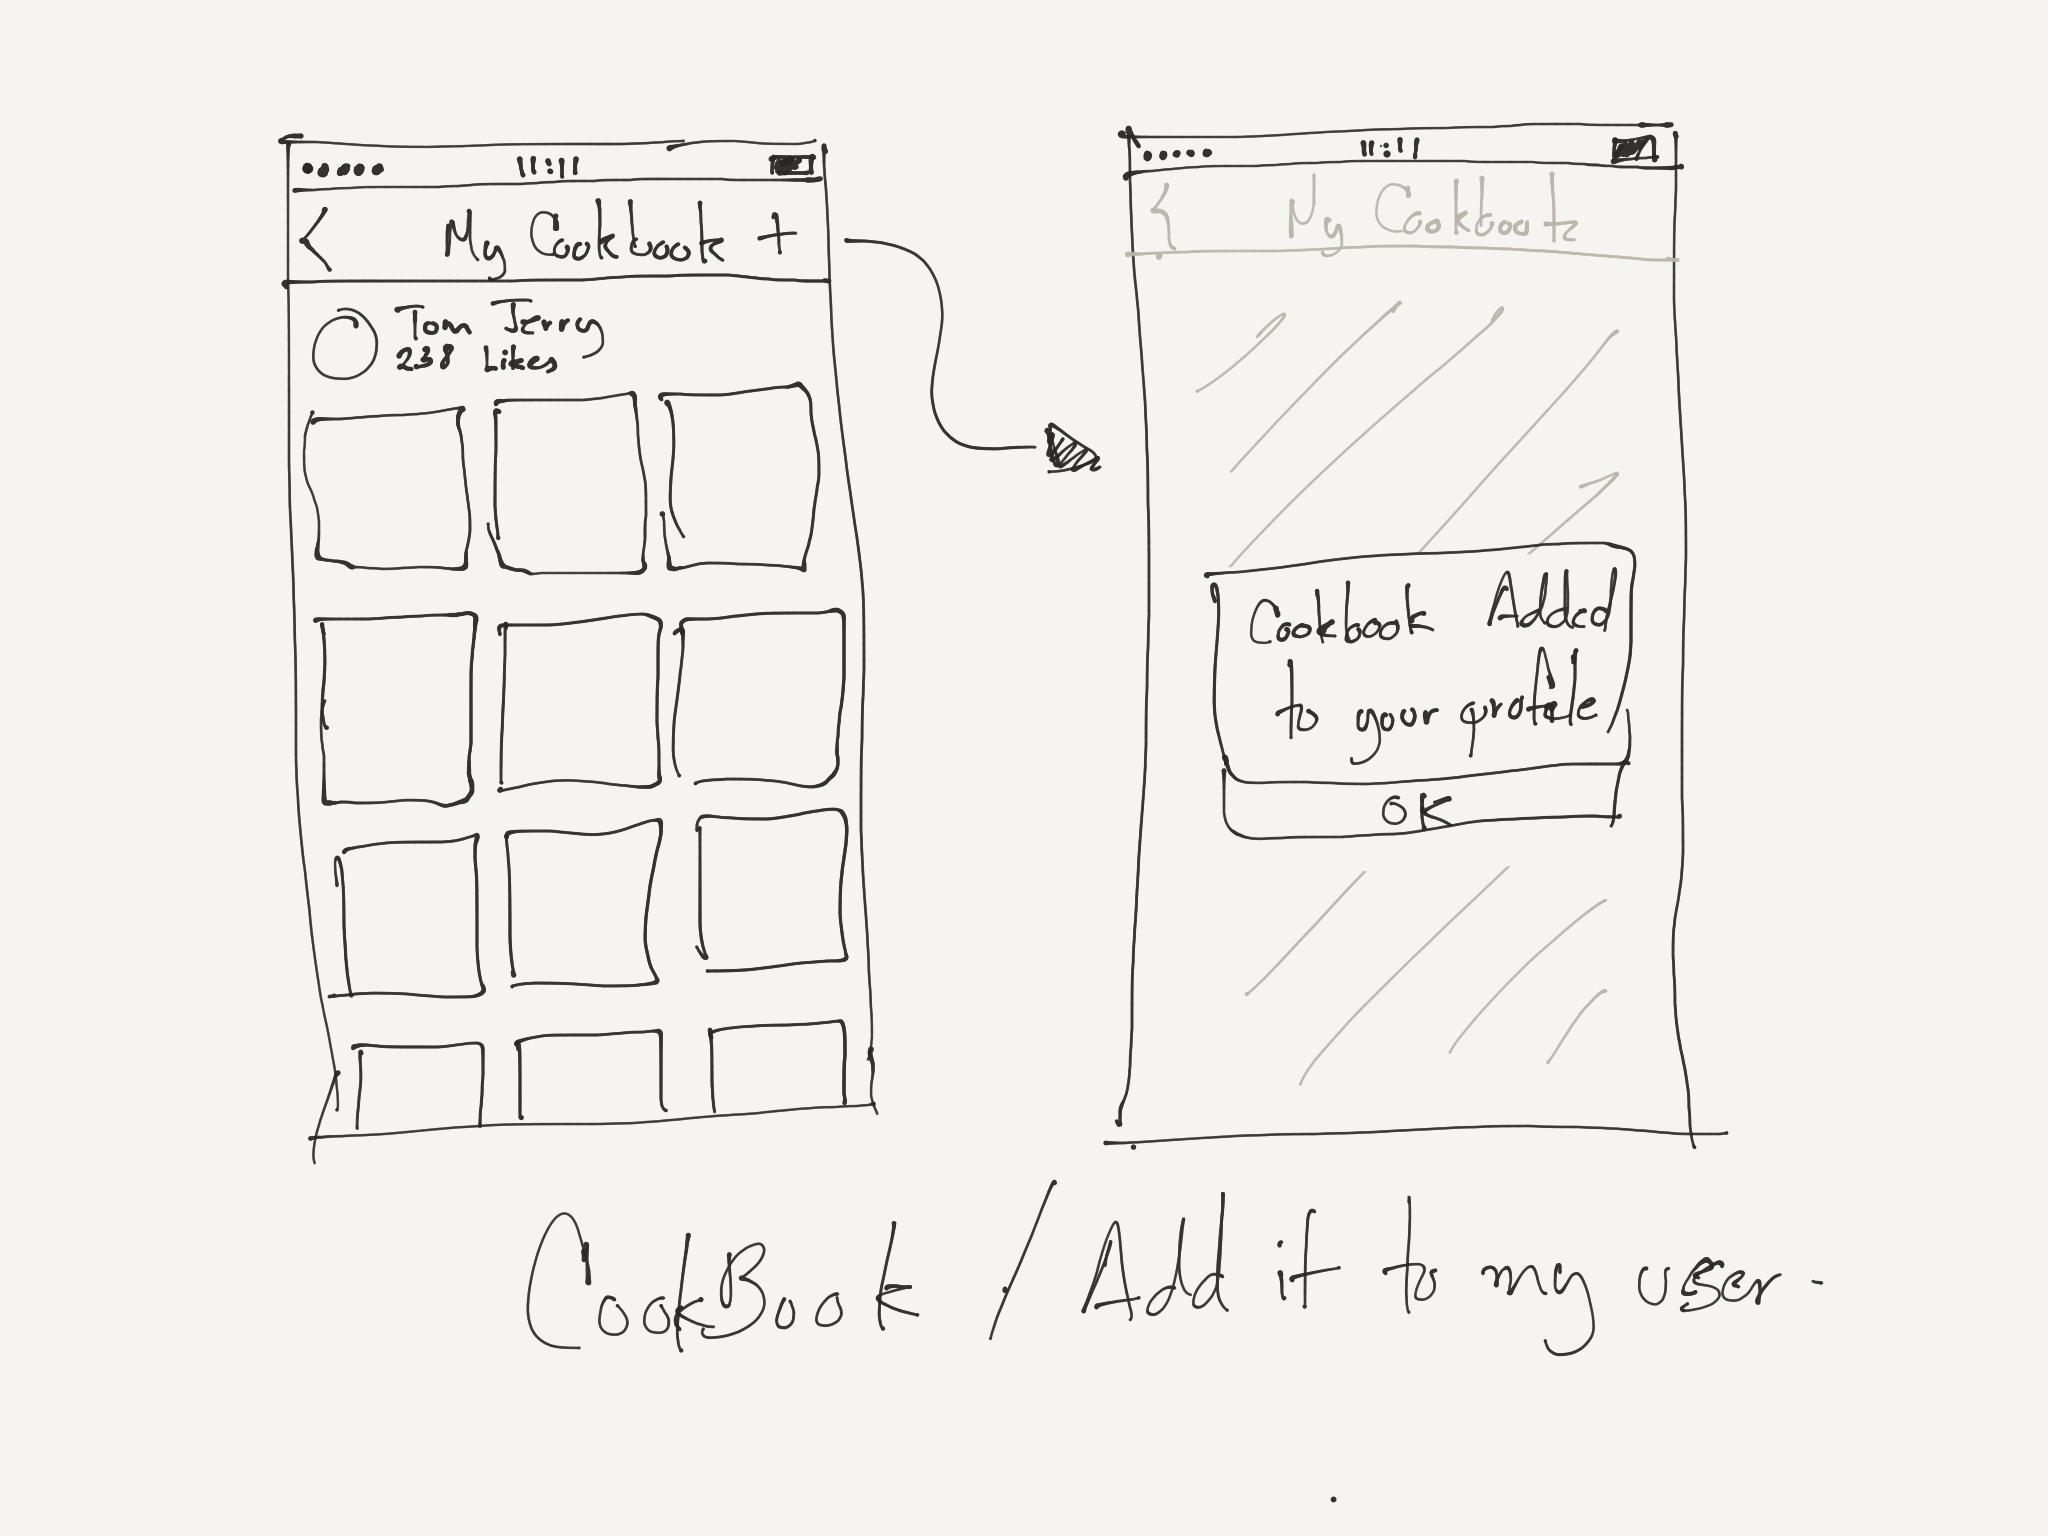 11:11
< My Cookbook +
Tom Jerry
238 Likes
11:11
My Cookbook
Cookbook Added
to your profile
OK
CookBook / Add it to my user -